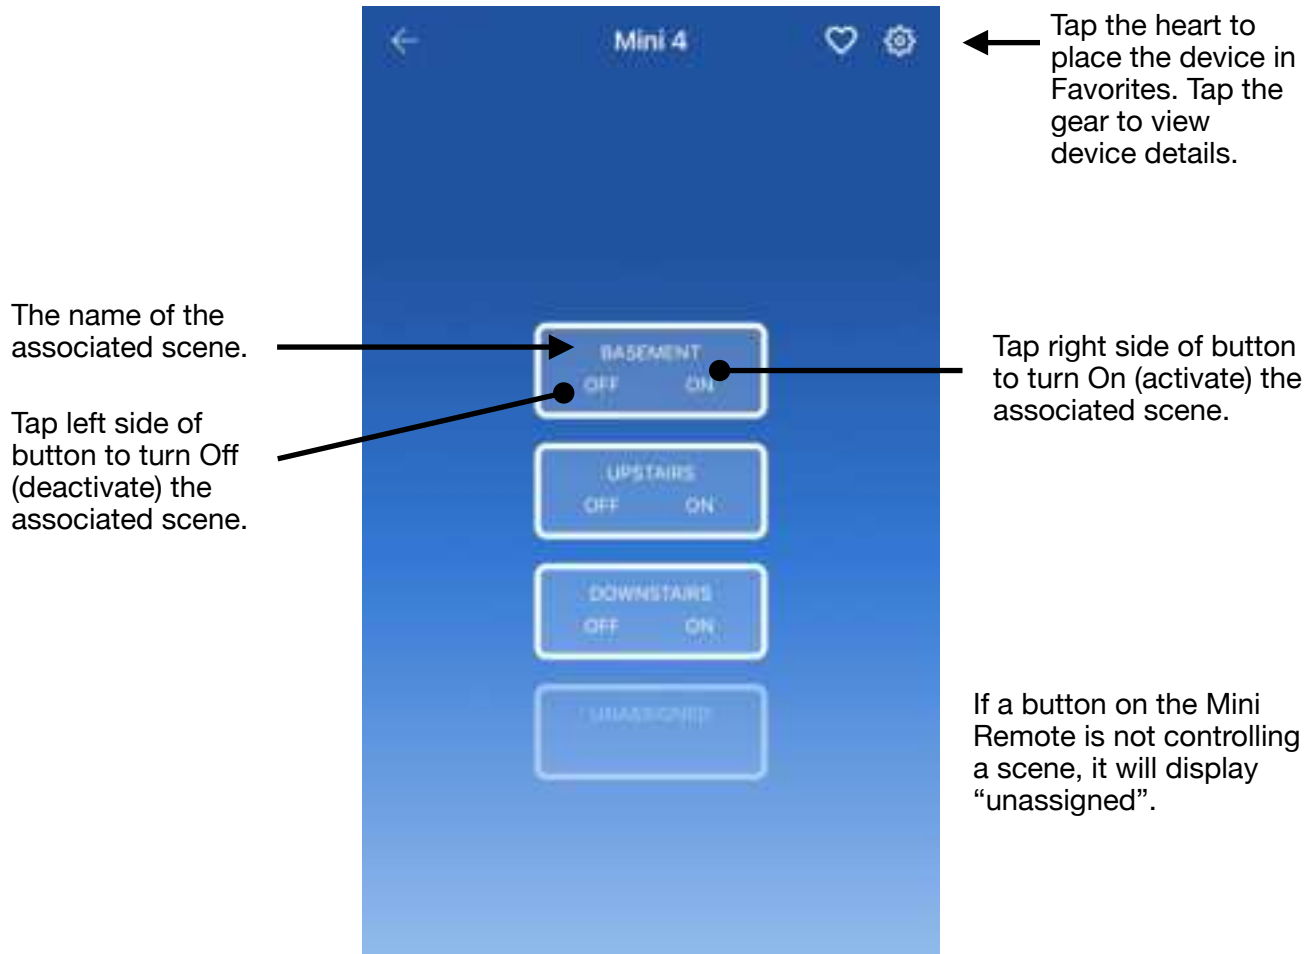 Mini 4
Tap the heart to
place the device in
Favorites. Tap the
gear to view
device details.
The name of the
associated scene.
Tap left side of
button to turn Off
(deactivate) the
associated scene.
BASEMENT
OFF ON
Tap right side of button
to turn On (activate) the
associated scene.
UPSTAIRS
OFF ON
DOWNSTAIRS
OFF ON
UNASSIGNED
If a button on the Mini
Remote is not controlling
a scene, it will display
“unassigned”.